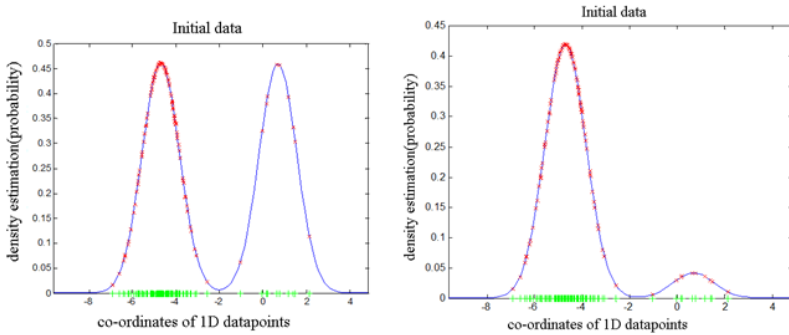 Initial data
0.5
0.45
0.4
0.35
0.3
0.25
0.2
0.15
0.1
0.05
0
density estimation(probability)
-8 -6 -4 -2 0 2 4
co-ordinates of 1D datapoints
Initial data
0.45
0.4
0.35
0.3
0.25
0.2
0.15
0.1
0.05
0
density estimation(probability)
-8 -6 -4 -2 0 2 4
co-ordinates of 1D datapoints